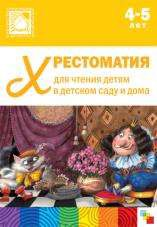 4-5
ЛЕТ
ХРЕСТОМАТИЯ
ДЛЯ ЧТЕНИЯ ДЕТЯМ
В ДЕТСКОМ САДУ И ДОМА